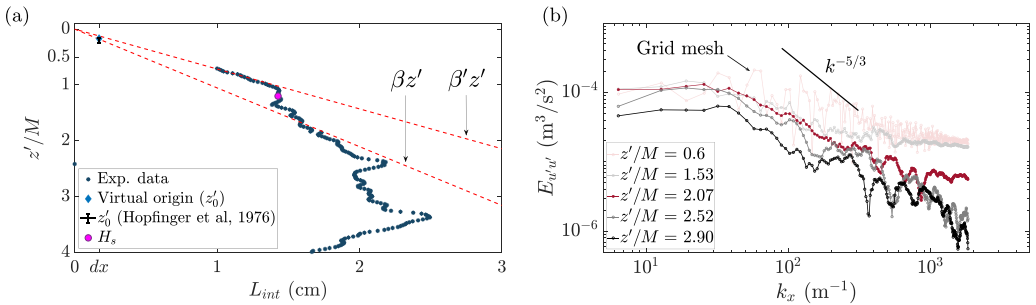 (a)
0
0.5
1
2
3
4
z′/M
βz′
β′z′
Exp. data
Virtual origin (z′₀)
z′₀ (Hopfinger et al, 1976)
Hₛ
0 dx 1 2 3
L_int (cm)
(b)
Grid mesh
k^{−5/3}
10⁻⁴
10⁻⁶
E_{u′u′} (m³/s²)
z′/M = 0.6
z′/M = 1.53
z′/M = 2.07
z′/M = 2.52
z′/M = 2.90
10¹ 10² 10³
kₓ (m⁻¹)